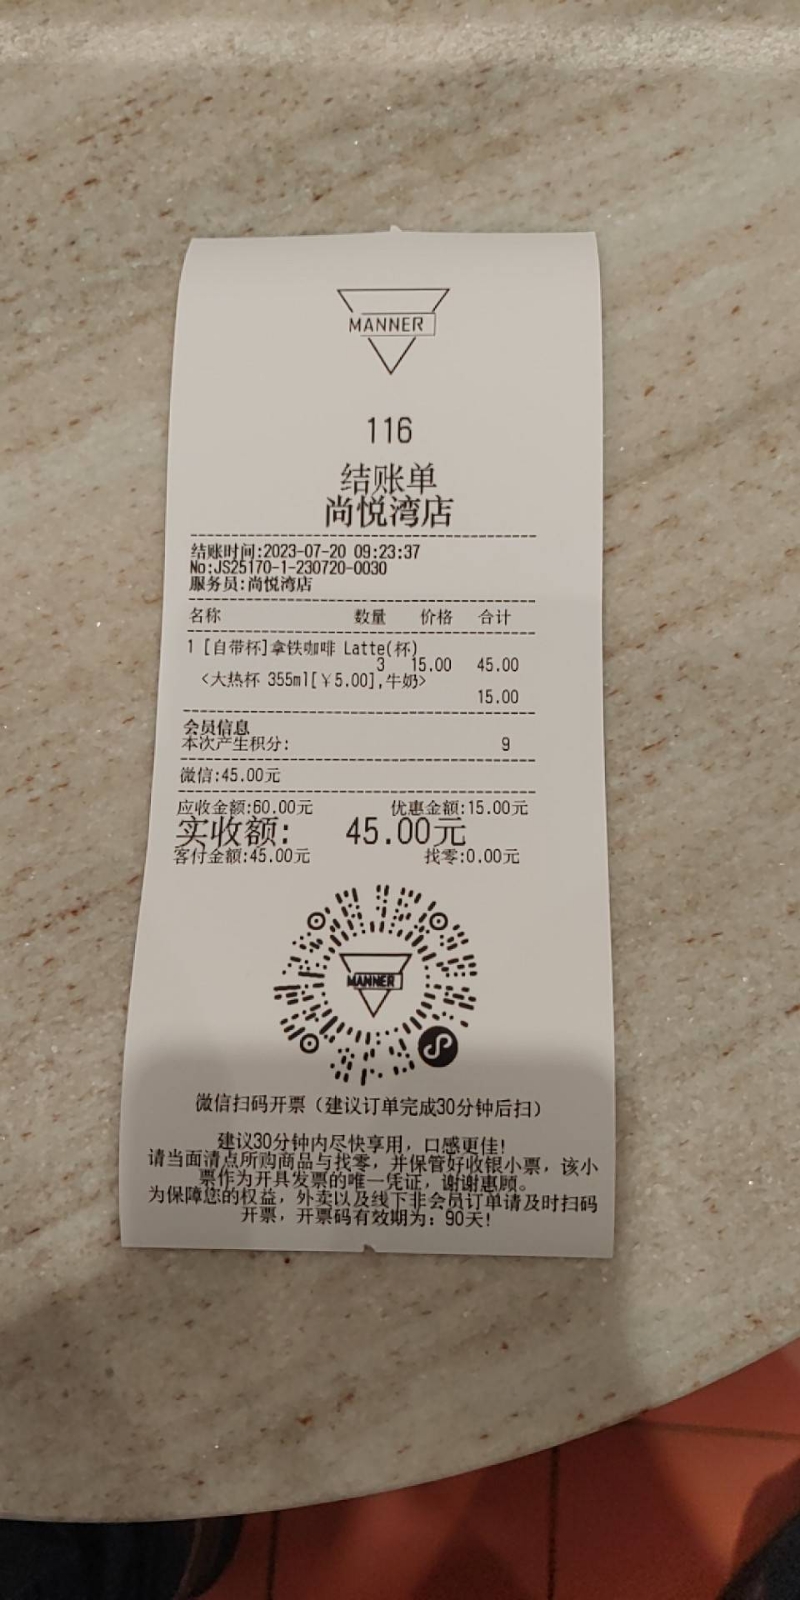 MANNER
116
结账单
尚悦湾店
结账时间:2023-07-20 09:23:37
No:JS25170-1-230720-0030
服务员:尚悦湾店
名称 数量 价格 合计
1 [自带杯]拿铁咖啡 Latte(杯)
3 15.00 45.00
<大热杯 355ml[￥5.00],牛奶>
15.00
会员信息
本次产生积分: 9
微信:45.00元
应收金额:60.00元 优惠金额:15.00元
实收额: 45.00元
客付金额:45.00元 找零:0.00元
MANNER
微信扫码开票（建议订单完成30分钟后扫）
建议30分钟内尽快享用，口感更佳!
请当面清点所购商品与找零，并保管好收银小票，该小
票作为开具发票的唯一凭证，谢谢惠顾。
为保障您的权益，外卖以及线下非会员订单请及时扫码
开票，开票码有效期为：90天!